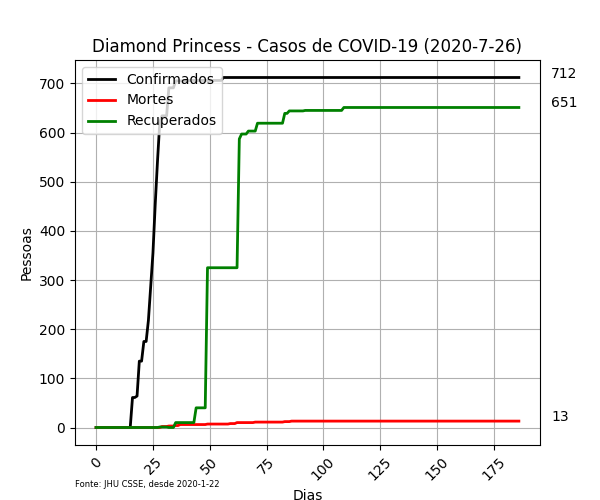 Diamond Princess - Casos de COVID-19 (2020-7-26)
Confirmados
Mortes
Recuperados
712
651
13
Pessoas
700
600
500
400
300
200
100
0
0
25
50
75
100
125
150
175
Fonte: JHU CSSE, desde 2020-1-22
Dias